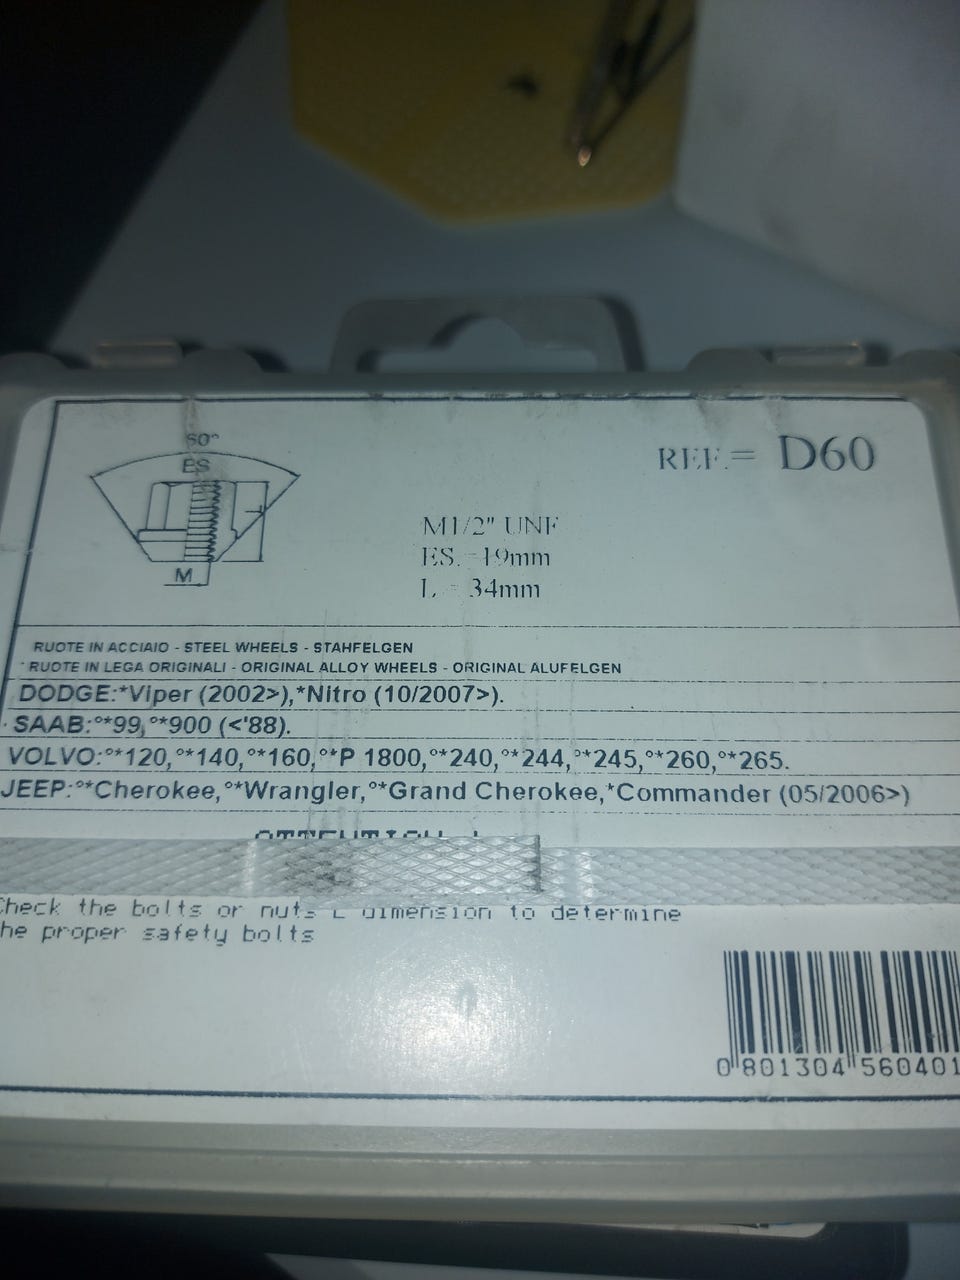 60°
ES
L
M
REF.= D60
M1/2" UNF
ES. =19mm
L = 34mm
RUOTE IN ACCIAIO - STEEL WHEELS - STAHFELGEN
*RUOTE IN LEGA ORIGINALI - ORIGINAL ALLOY WHEELS - ORIGINAL ALUFELGEN
DODGE:*Viper (2002>),*Nitro (10/2007>).
SAAB:°*99,°*900 (<'88).
VOLVO:°*120,°*140,°*160,°*P 1800,°*240,°*244,°*245,°*260,°*265.
JEEP:°*Cherokee,°*Wrangler,°*Grand Cherokee,*Commander (05/2006>)
ATTENTION !
Check the bolts or nuts L dimension to determine
the proper safety bolts
0 801304 560401